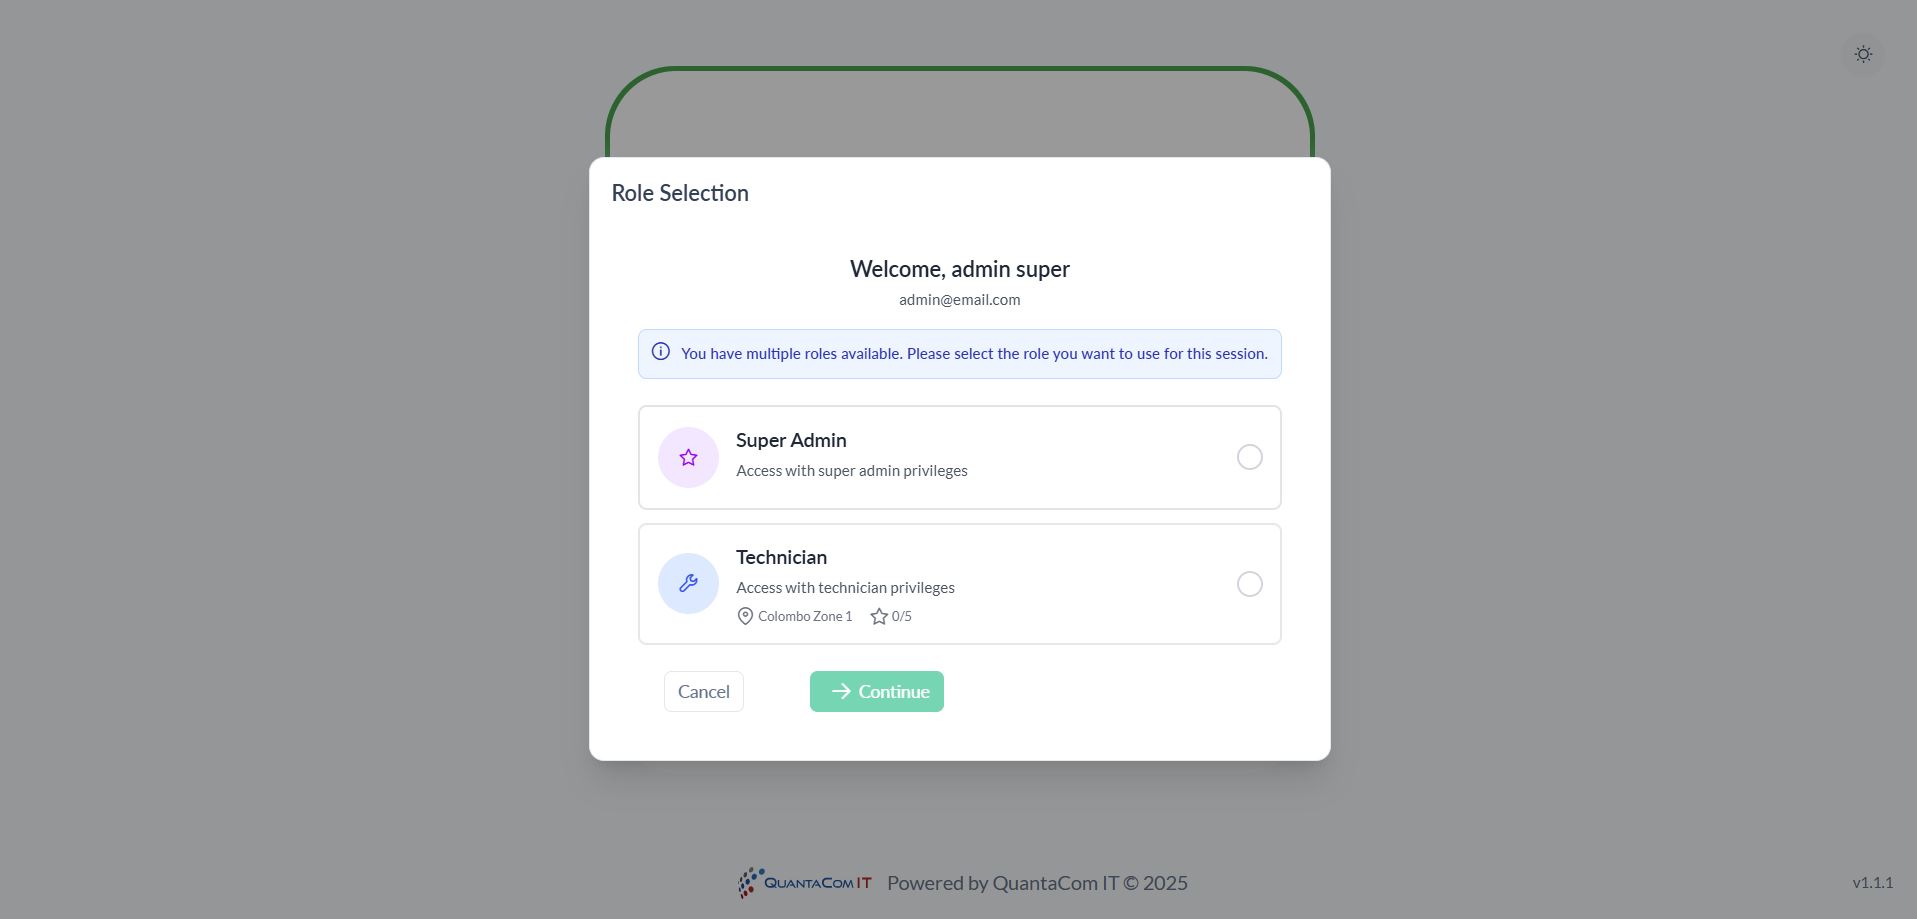 Role Selection
Welcome, admin super
admin@email.com
You have multiple roles available. Please select the role you want to use for this session.
Super Admin
Access with super admin privileges
Technician
Access with technician privileges
Colombo Zone 1 0/5
Cancel Continue
QUANTACOM IT Powered by QuantaCom IT © 2025
v1.1.1